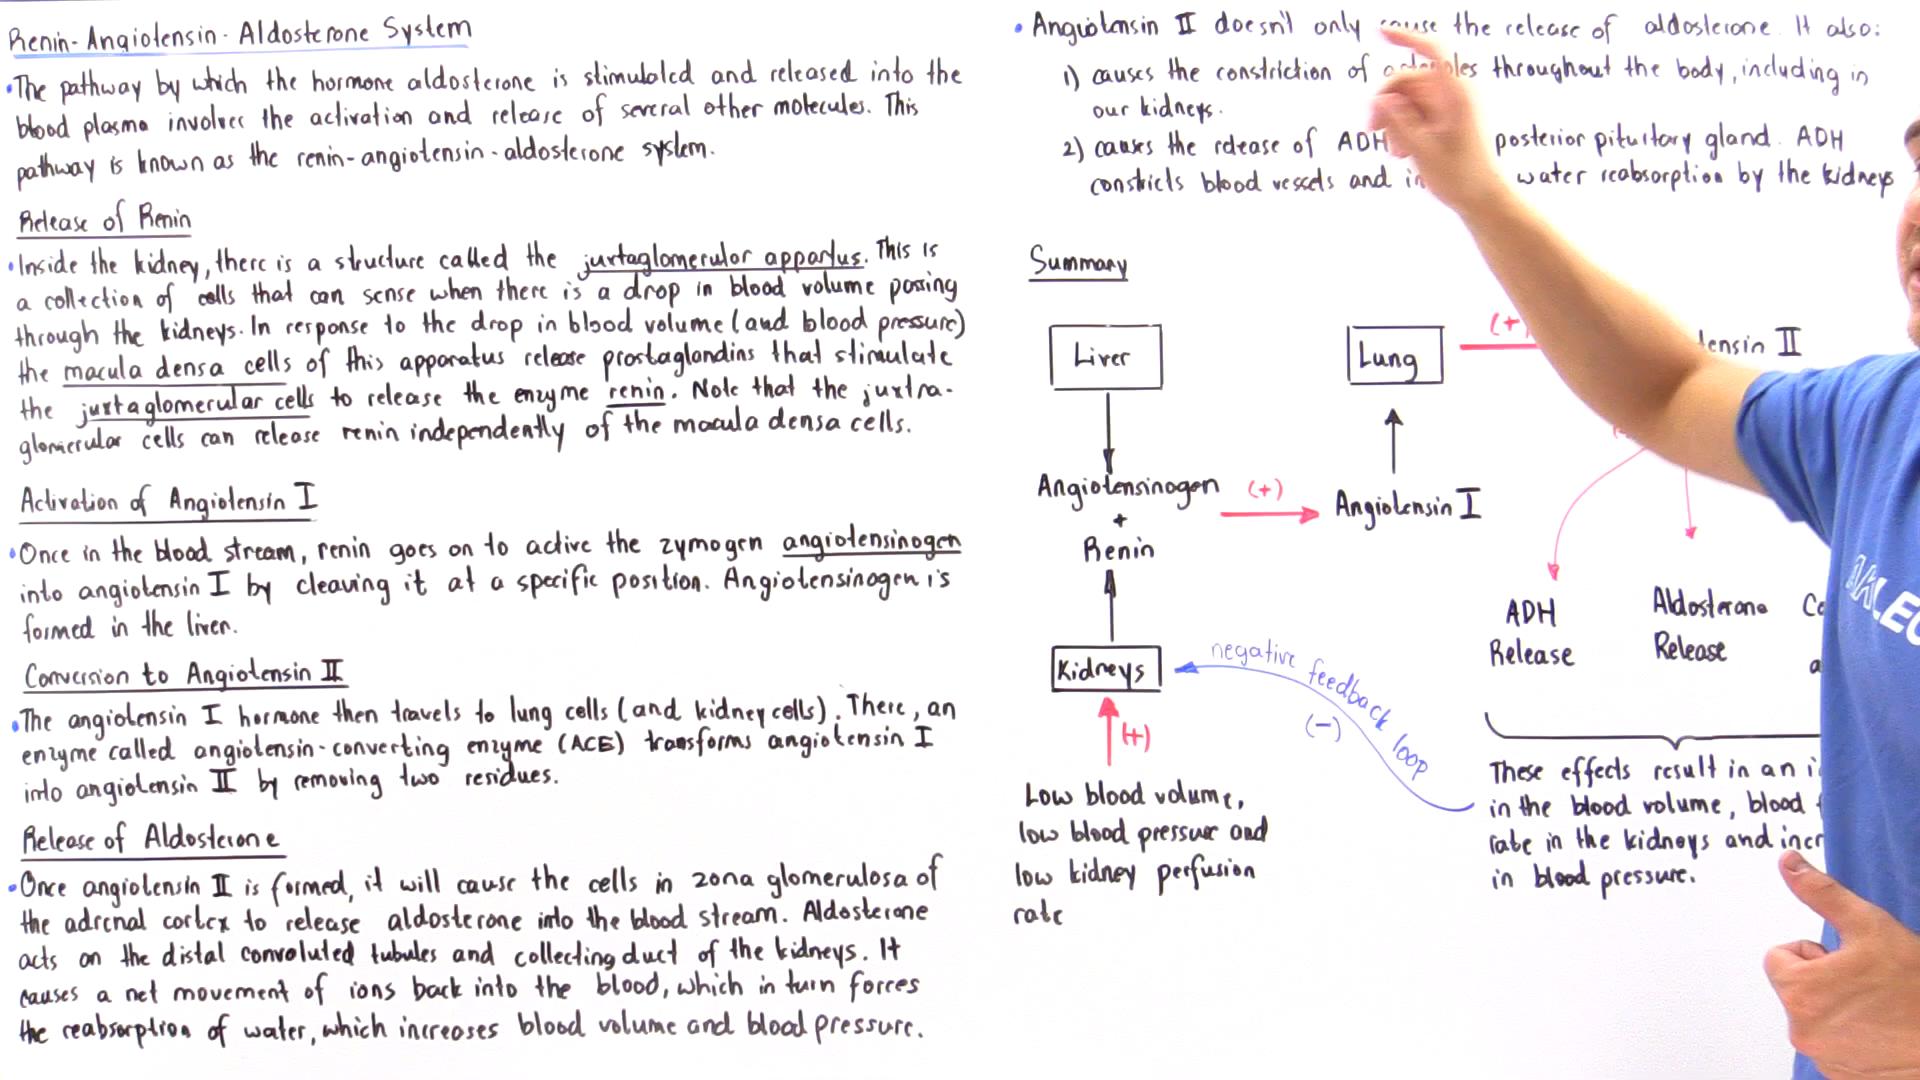 Renin-Angiotensin-Aldosterone System
•The pathway by which the hormone aldosterone is stimulated and released into the
blood plasma involves the activation and release of several other molecules. This
pathway is known as the renin-angiotensin-aldosterone system.
Release of Renin
•Inside the kidney, there is a structure called the juxtaglomerular appartus. This is
a collection of cells that can sense when there is a drop in blood volume passing
through the kidneys. In response to the drop in blood volume (and blood pressure)
the macula densa cells of this apparatus release prostaglandins that stimulate
the juxtaglomerular cells to release the enzyme renin. Note that the juxtra-
glomerular cells can release renin independently of the macula densa cells.
Activation of Angiotensin I
•Once in the blood stream, renin goes on to active the zymogen angiotensinogen
into angiotensin I by cleaving it at a specific position. Angiotensinogen is
formed in the liver.
Conversion to Angiotensin II
•The angiotensin I hormone then travels to lung cells (and kidney cells). There, an
enzyme called angiotensin-converting enzyme (ACE) transforms angiotensin I
into angiotensin II by removing two residues.
Release of Aldosterone
•Once angiotensin II is formed, it will cause the cells in zona glomerulosa of
the adrenal cortex to release aldosterone into the blood stream. Aldosterone
acts on the distal convoluted tubules and collecting duct of the kidneys. It
causes a net movement of ions back into the blood, which in turn forces
the reabsorption of water, which increases blood volume and blood pressure.
• Angiotensin II doesn't only cause the release of aldosterone. It also:
1) causes the constriction of throughout the body, including in
our kidneys.
2) causes the release of ADH posterior pituitary gland. ADH
constricts blood vessels and in water reabsorption by the kidneys
Summary
Liver
Lung
(+)
tensin II
Angiotensinogen
+
Renin
(+)
Angiotensin I
Kidneys
(+)
negative feedback loop
(-)
ADH
Release
Aldosterone
Release
Low blood volume,
low blood pressure and
low kidney perfusion
rate
These effects result in an i
in the blood volume, blood
rate in the kidneys and incr
in blood pressure.